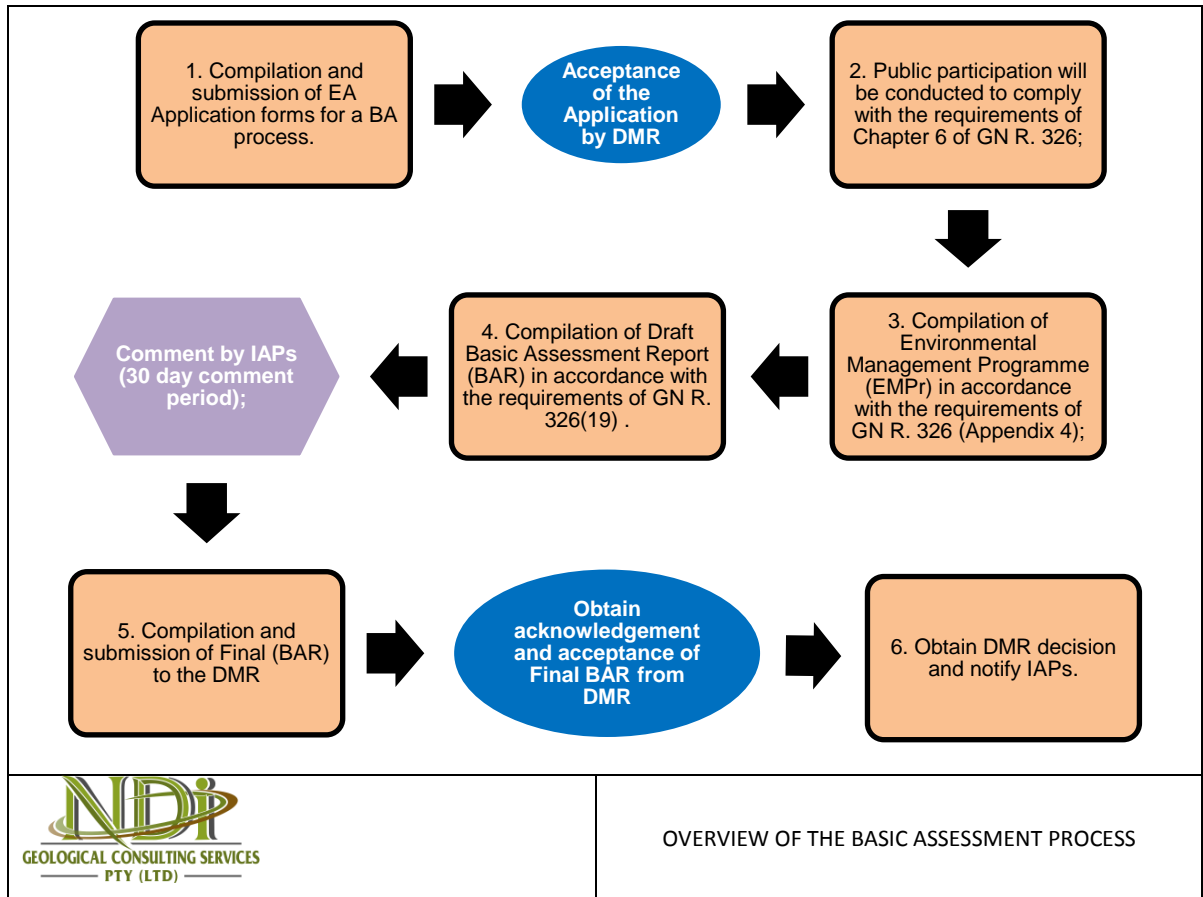 1. Compilation and
submission of EA
Application forms for a BA
process.
Acceptance
of the
Application
by DMR
2. Public participation will
be conducted to comply
with the requirements of
Chapter 6 of GN R. 326;
3. Compilation of
Environmental
Management Programme
(EMPr) in accordance
with the requirements of
GN R. 326 (Appendix 4);
4. Compilation of Draft
Basic Assessment Report
(BAR) in accordance with
the requirements of GN R.
326(19) .
Comment by IAPs
(30 day comment
period);
5. Compilation and
submission of Final (BAR)
to the DMR
Obtain
acknowledgement
and acceptance of
Final BAR from
DMR
6. Obtain DMR decision
and notify IAPs.
NDi
GEOLOGICAL CONSULTING SERVICES
PTY (LTD)
OVERVIEW OF THE BASIC ASSESSMENT PROCESS